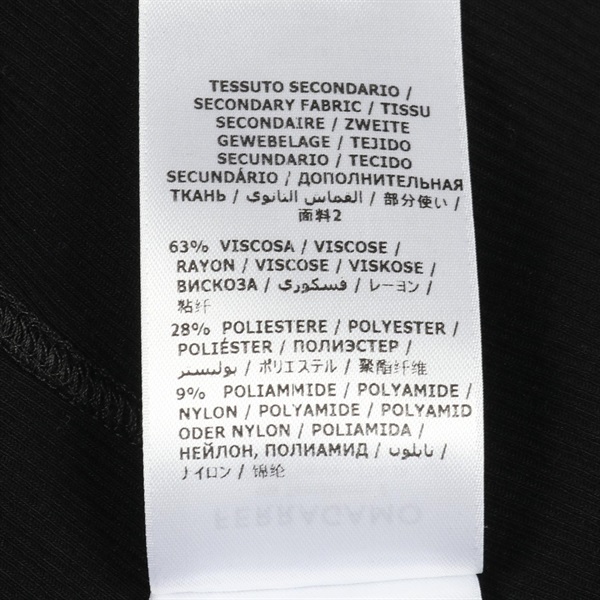 TESSUTO SECONDARIO /
SECONDARY FABRIC / TISSU
SECONDAIRE / ZWEITE
GEWEBELAGE / TEJIDO
SECUNDARIO / TECIDO
SECUNDÁRIO / ДОПОЛНИТЕЛЬНАЯ
ТКАНЬ / القماش الثانوي / 部分使い /
面料2
63% VISCOSA / VISCOSE /
RAYON / VISCOSE / VISKOSE /
ВИСКОЗА / فسكوري / レーヨン /
粘纤
28% POLIESTERE / POLYESTER /
POLIÉSTER / ПОЛИЭСТЕР /
بوليستر / ポリエステル / 聚酯纤维
9% POLIAMMIDE / POLYAMIDE /
NYLON / POLYAMIDE / POLYAMID
ODER NYLON / POLIAMIDA /
НЕЙЛОН, ПОЛИАМИД / نايلون /
ナイロン / 锦纶
FERRAGAMO